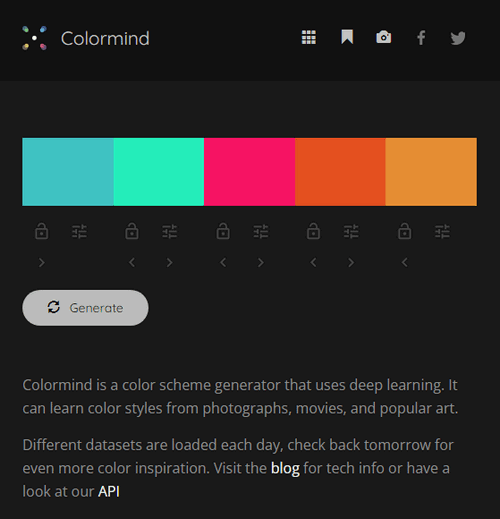 Colormind
Generate
Colormind is a color scheme generator that uses deep learning. It
can learn color styles from photographs, movies, and popular art.
Different datasets are loaded each day, check back tomorrow for
even more color inspiration. Visit the blog for tech info or have a
look at our API